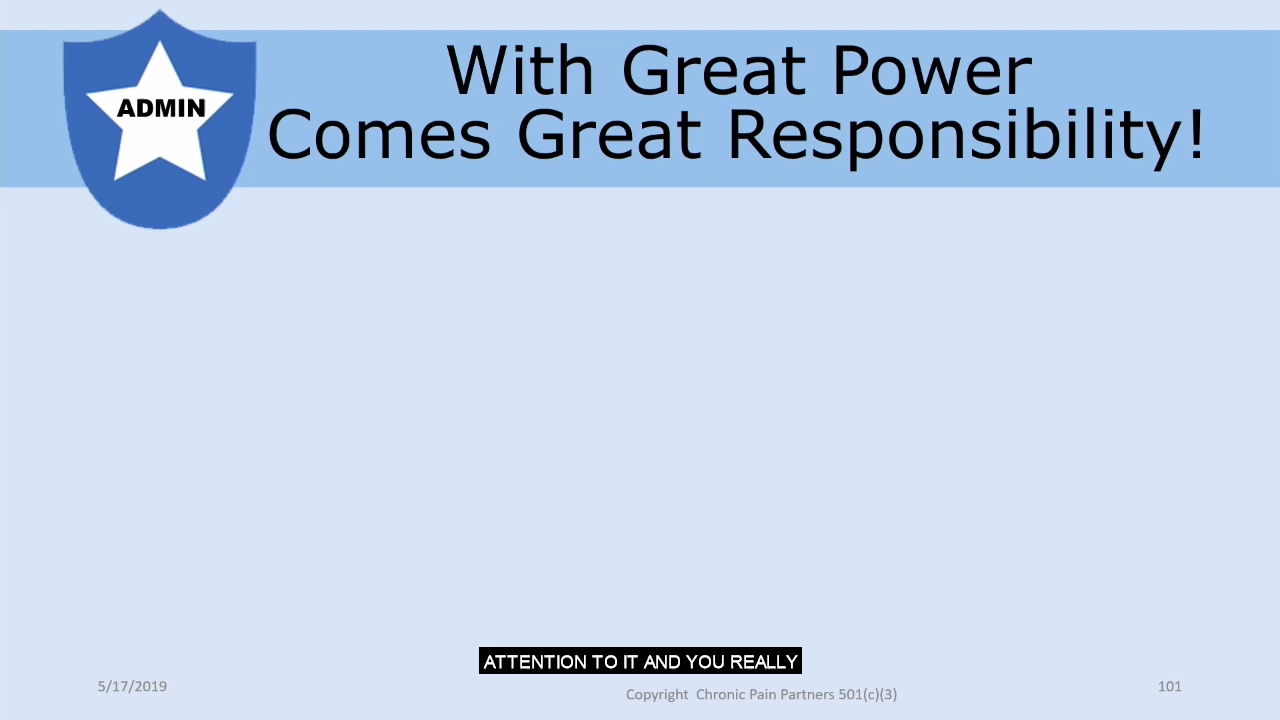 ADMIN
With Great Power
Comes Great Responsibility!
ATTENTION TO IT AND YOU REALLY
5/17/2019
Copyright Chronic Pain Partners 501(c)(3)
101